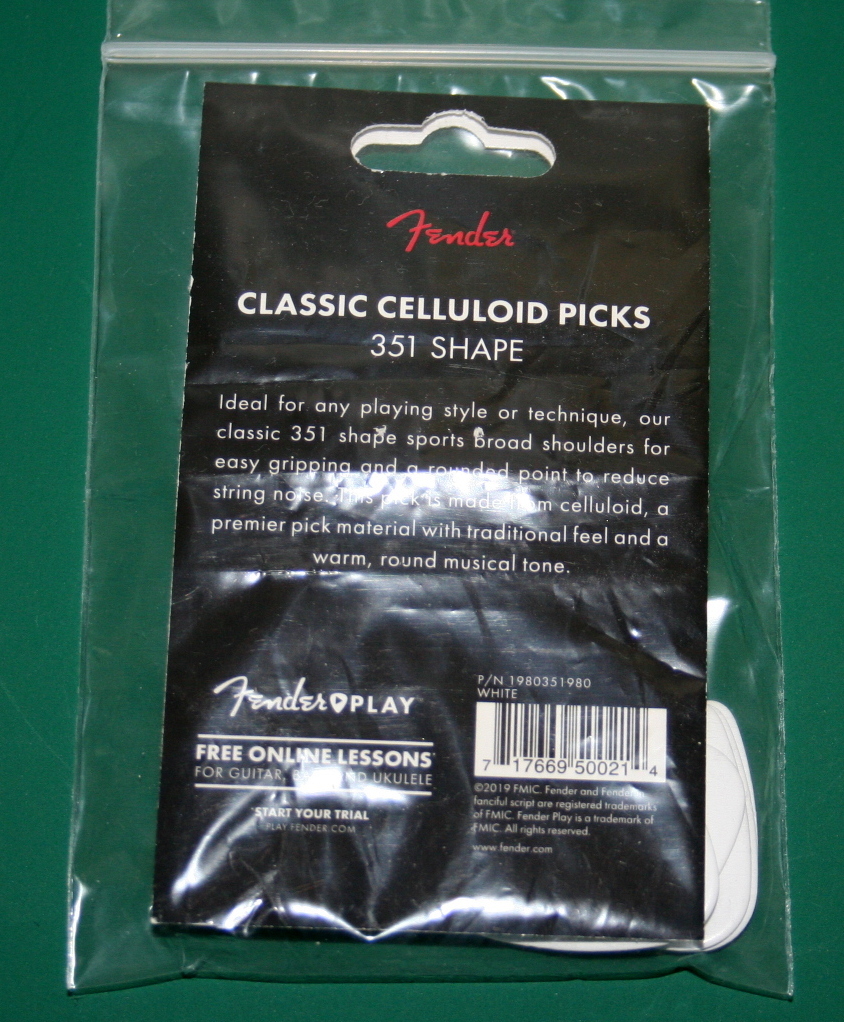 Fender
CLASSIC CELLULOID PICKS
351 SHAPE
Ideal for any playing style or technique, our
classic 351 shape sports broad shoulders for
easy gripping and a rounded point to reduce
string noise. This pick is made from celluloid, a
premier pick material with traditional feel and a
warm, round musical tone.
Fender PLAY
FREE ONLINE LESSONS*
FOR GUITAR, BASS AND UKULELE
*START YOUR TRIAL
PLAY.FENDER.COM
P/N 1980351980
WHITE
7 17669 50021 4
©2019 FMIC. Fender and Fender
fanciful script are registered trademarks
of FMIC. Fender Play is a trademark of
FMIC. All rights reserved.
www.fender.com